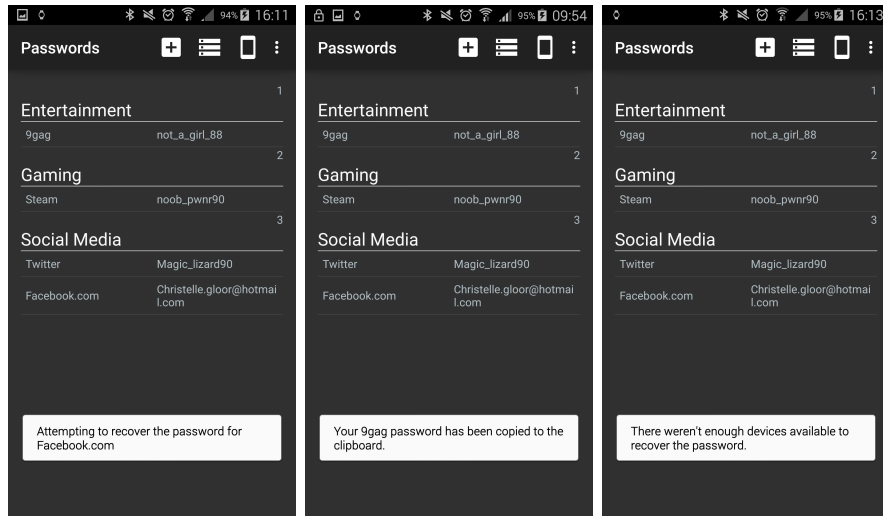 94% 16:11
Passwords
1
Entertainment
9gag not_a_girl_88
2
Gaming
Steam noob_pwnr90
3
Social Media
Twitter Magic_lizard90
Facebook.com Christelle.gloor@hotmai
l.com
Attempting to recover the password for
Facebook.com
95% 09:54
Passwords
1
Entertainment
9gag not_a_girl_88
2
Gaming
Steam noob_pwnr90
3
Social Media
Twitter Magic_lizard90
Facebook.com Christelle.gloor@hotmai
l.com
Your 9gag password has been copied to the
clipboard.
95% 16:13
Passwords
1
Entertainment
9gag not_a_girl_88
2
Gaming
Steam noob_pwnr90
3
Social Media
Twitter Magic_lizard90
Facebook.com Christelle.gloor@hotmai
l.com
There weren't enough devices available to
recover the password.